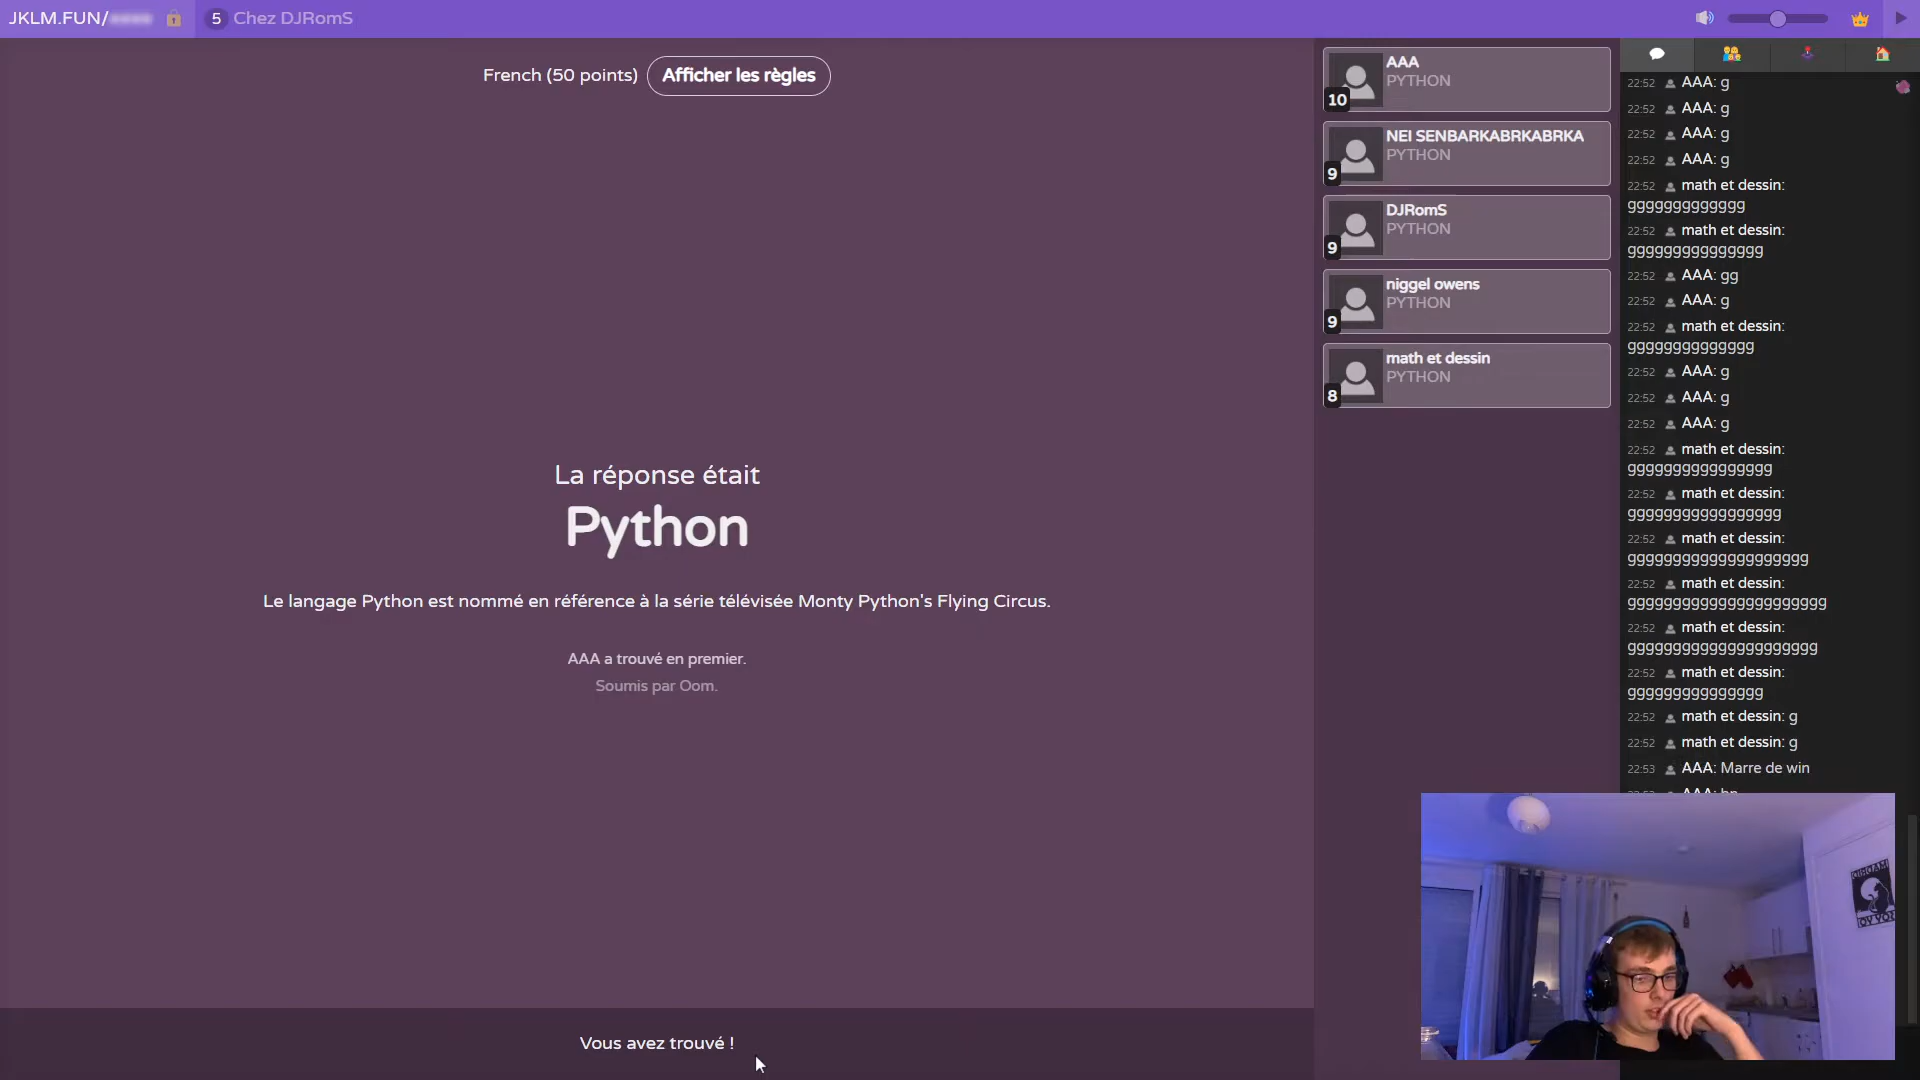 JKLM.FUN/
5 Chez DJRomS
French (50 points) Afficher les règles
La réponse était
Python
Le langage Python est nommé en référence à la série télévisée Monty Python's Flying Circus.
AAA a trouvé en premier.
Soumis par Oom.
Vous avez trouvé !
AAA
PYTHON
10
NEI SENBARKABRKABRKA
PYTHON
9
DJRomS
PYTHON
9
niggel owens
PYTHON
9
math et dessin
PYTHON
8
22:52 AAA: g
22:52 AAA: g
22:52 AAA: g
22:52 AAA: g
22:52 math et dessin:
ggggggggggggg
22:52 math et dessin:
ggggggggggggggg
22:52 AAA: gg
22:52 AAA: g
22:52 math et dessin:
gggggggggggggg
22:52 AAA: g
22:52 AAA: g
22:52 AAA: g
22:52 math et dessin:
gggggggggggggggg
22:52 math et dessin:
ggggggggggggggggg
22:52 math et dessin:
gggggggggggggggggggg
22:52 math et dessin:
gggggggggggggggggggggg
22:52 math et dessin:
ggggggggggggggggggggg
22:52 math et dessin:
ggggggggggggggg
22:52 math et dessin: g
22:52 math et dessin: g
22:53 AAA: Marre de win